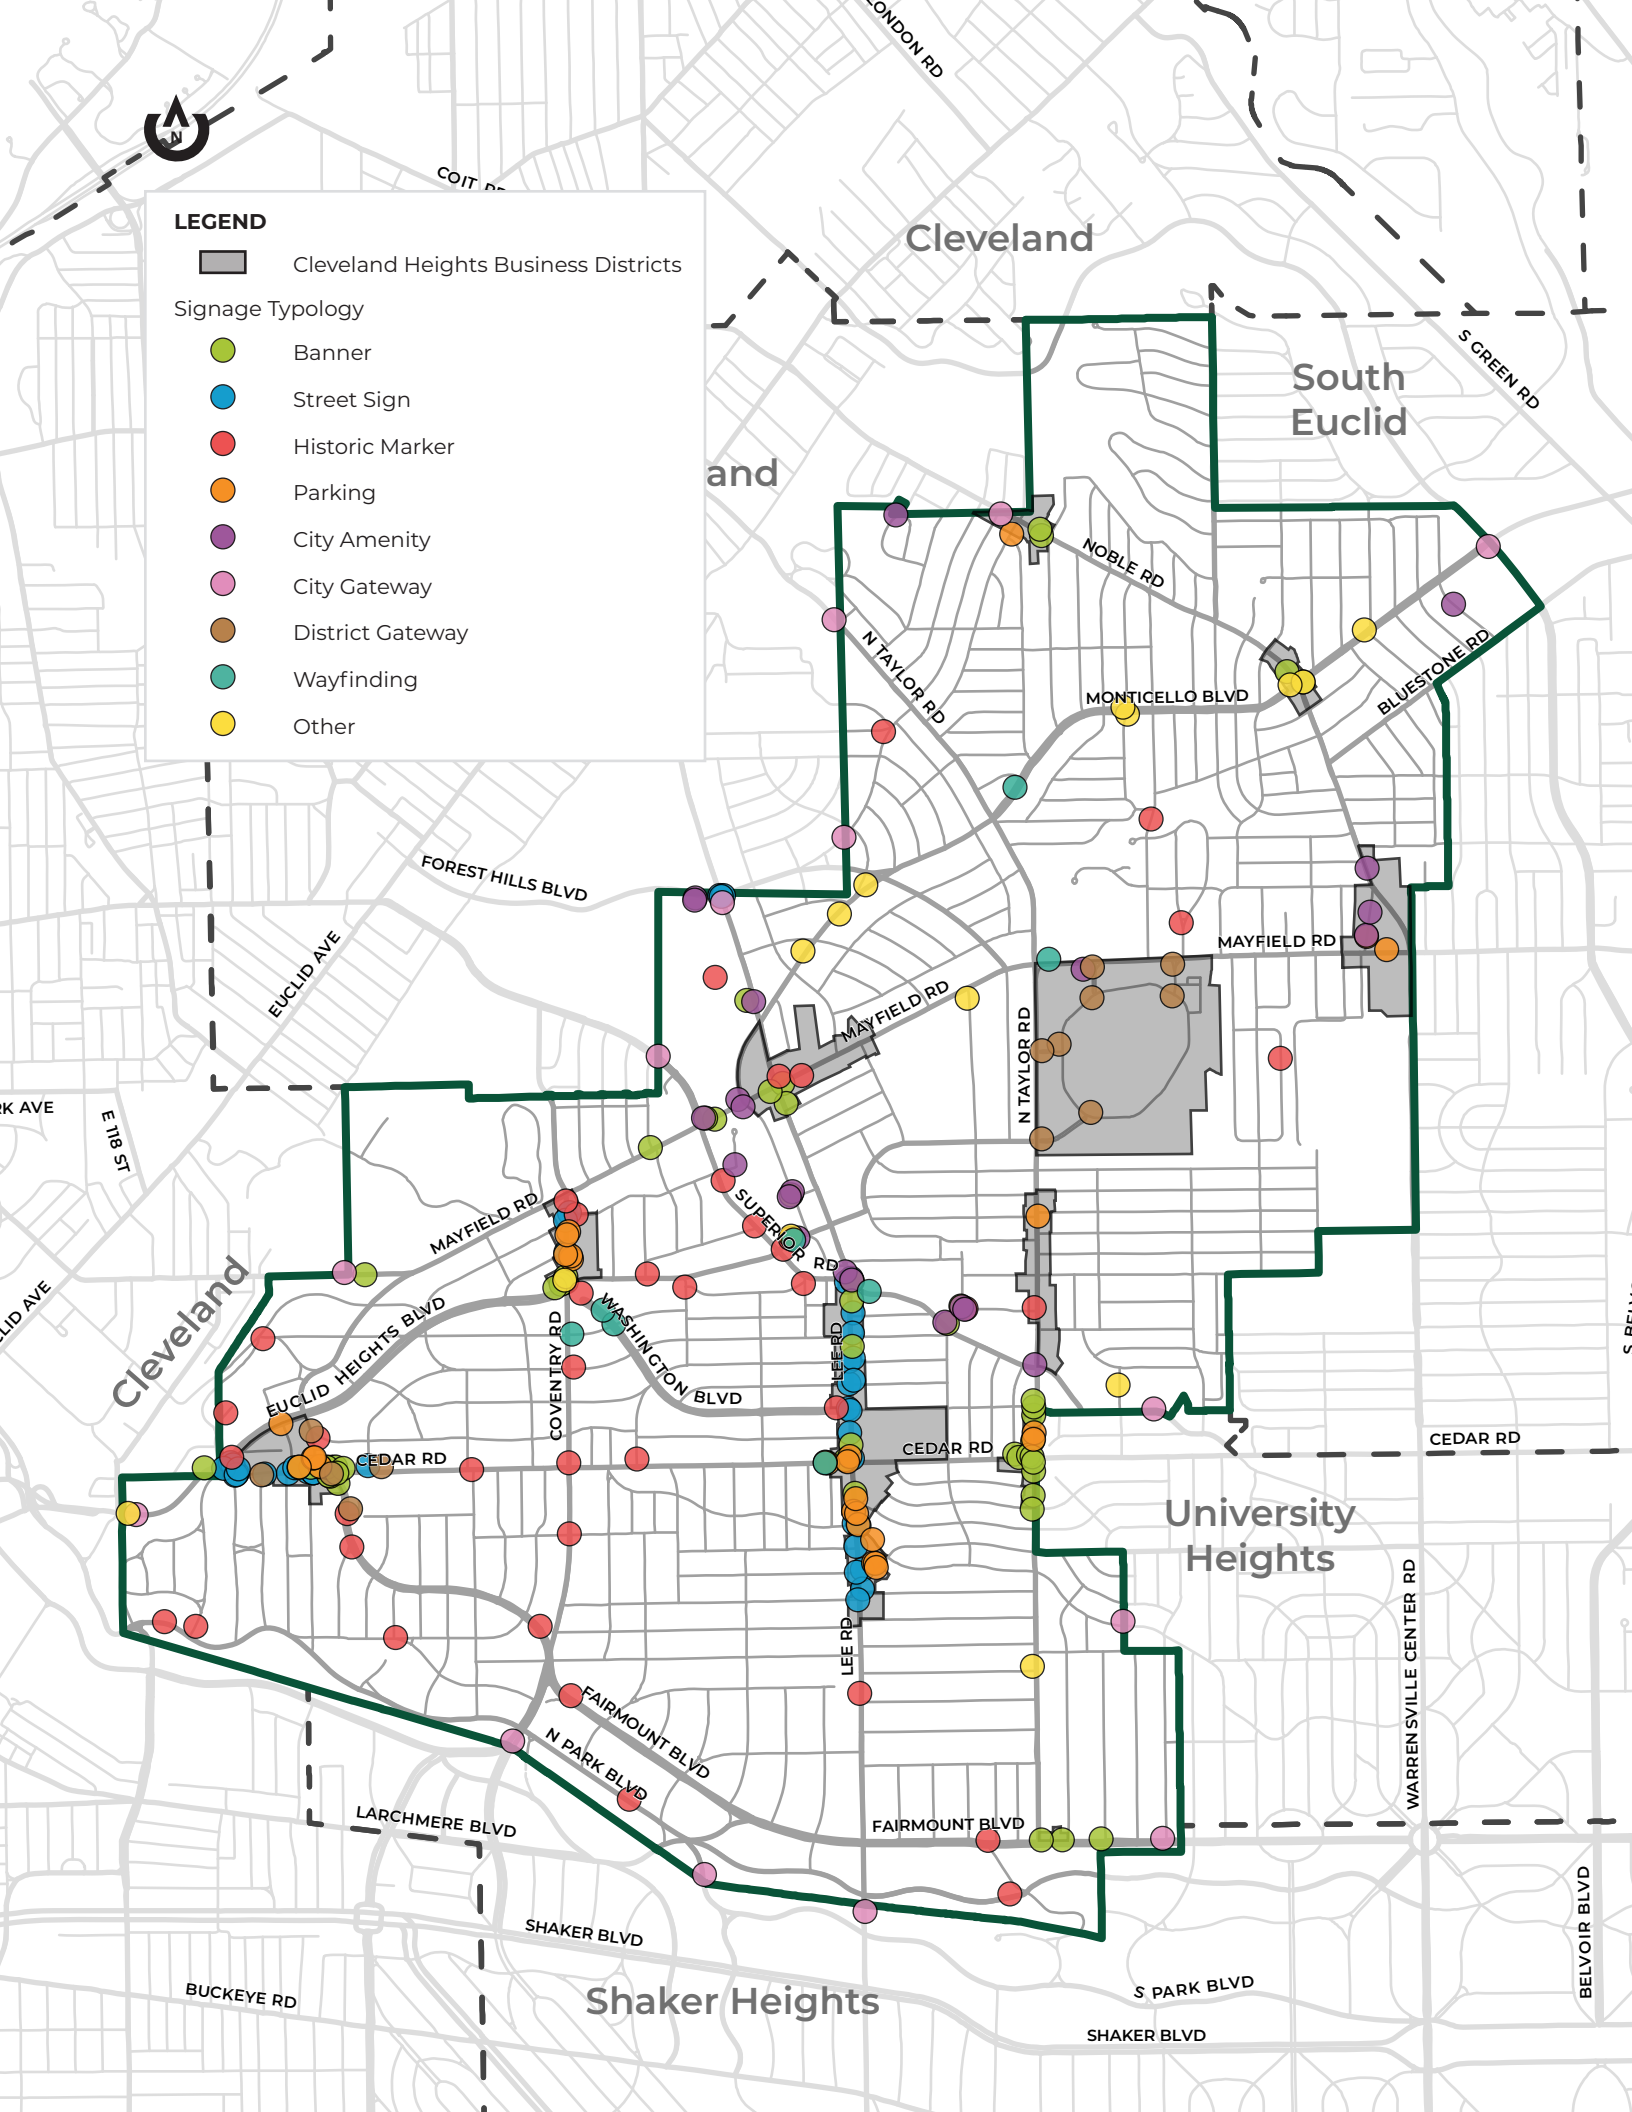 LONDON RD
N
COIT
LEGEND
Cleveland Heights Business Districts
Signage Typology
Banner
Street Sign
Historic Marker
Parking
City Amenity
City Gateway
District Gateway
Wayfinding
Other
Cleveland
S GREEN RD
South
Euclid
and
NOBLE RD
N TAYLOR RD
BLUESTONE RD
MONTICELLO BLVD
FOREST HILLS BLVD
EUCLID AVE
MAYFIELD RD
MAYFIELD RD
N TAYLOR RD
RK AVE
E 118 ST
MAYFIELD RD
SUPERIOR RD
CLID AVE
Cleveland
EUCLID HEIGHTS BLVD
WASHINGTON BLVD
COVENTRY RD
LEE RD
CEDAR RD
CEDAR RD
CEDAR RD
University
Heights
WARRENSVILLE CENTER RD
LEE RD
FAIRMOUNT BLVD
N PARK BLVD
LARCHMERE BLVD
FAIRMOUNT BLVD
SHAKER BLVD
BELVOIR BLVD
BUCKEYE RD
Shaker Heights
S PARK BLVD
SHAKER BLVD